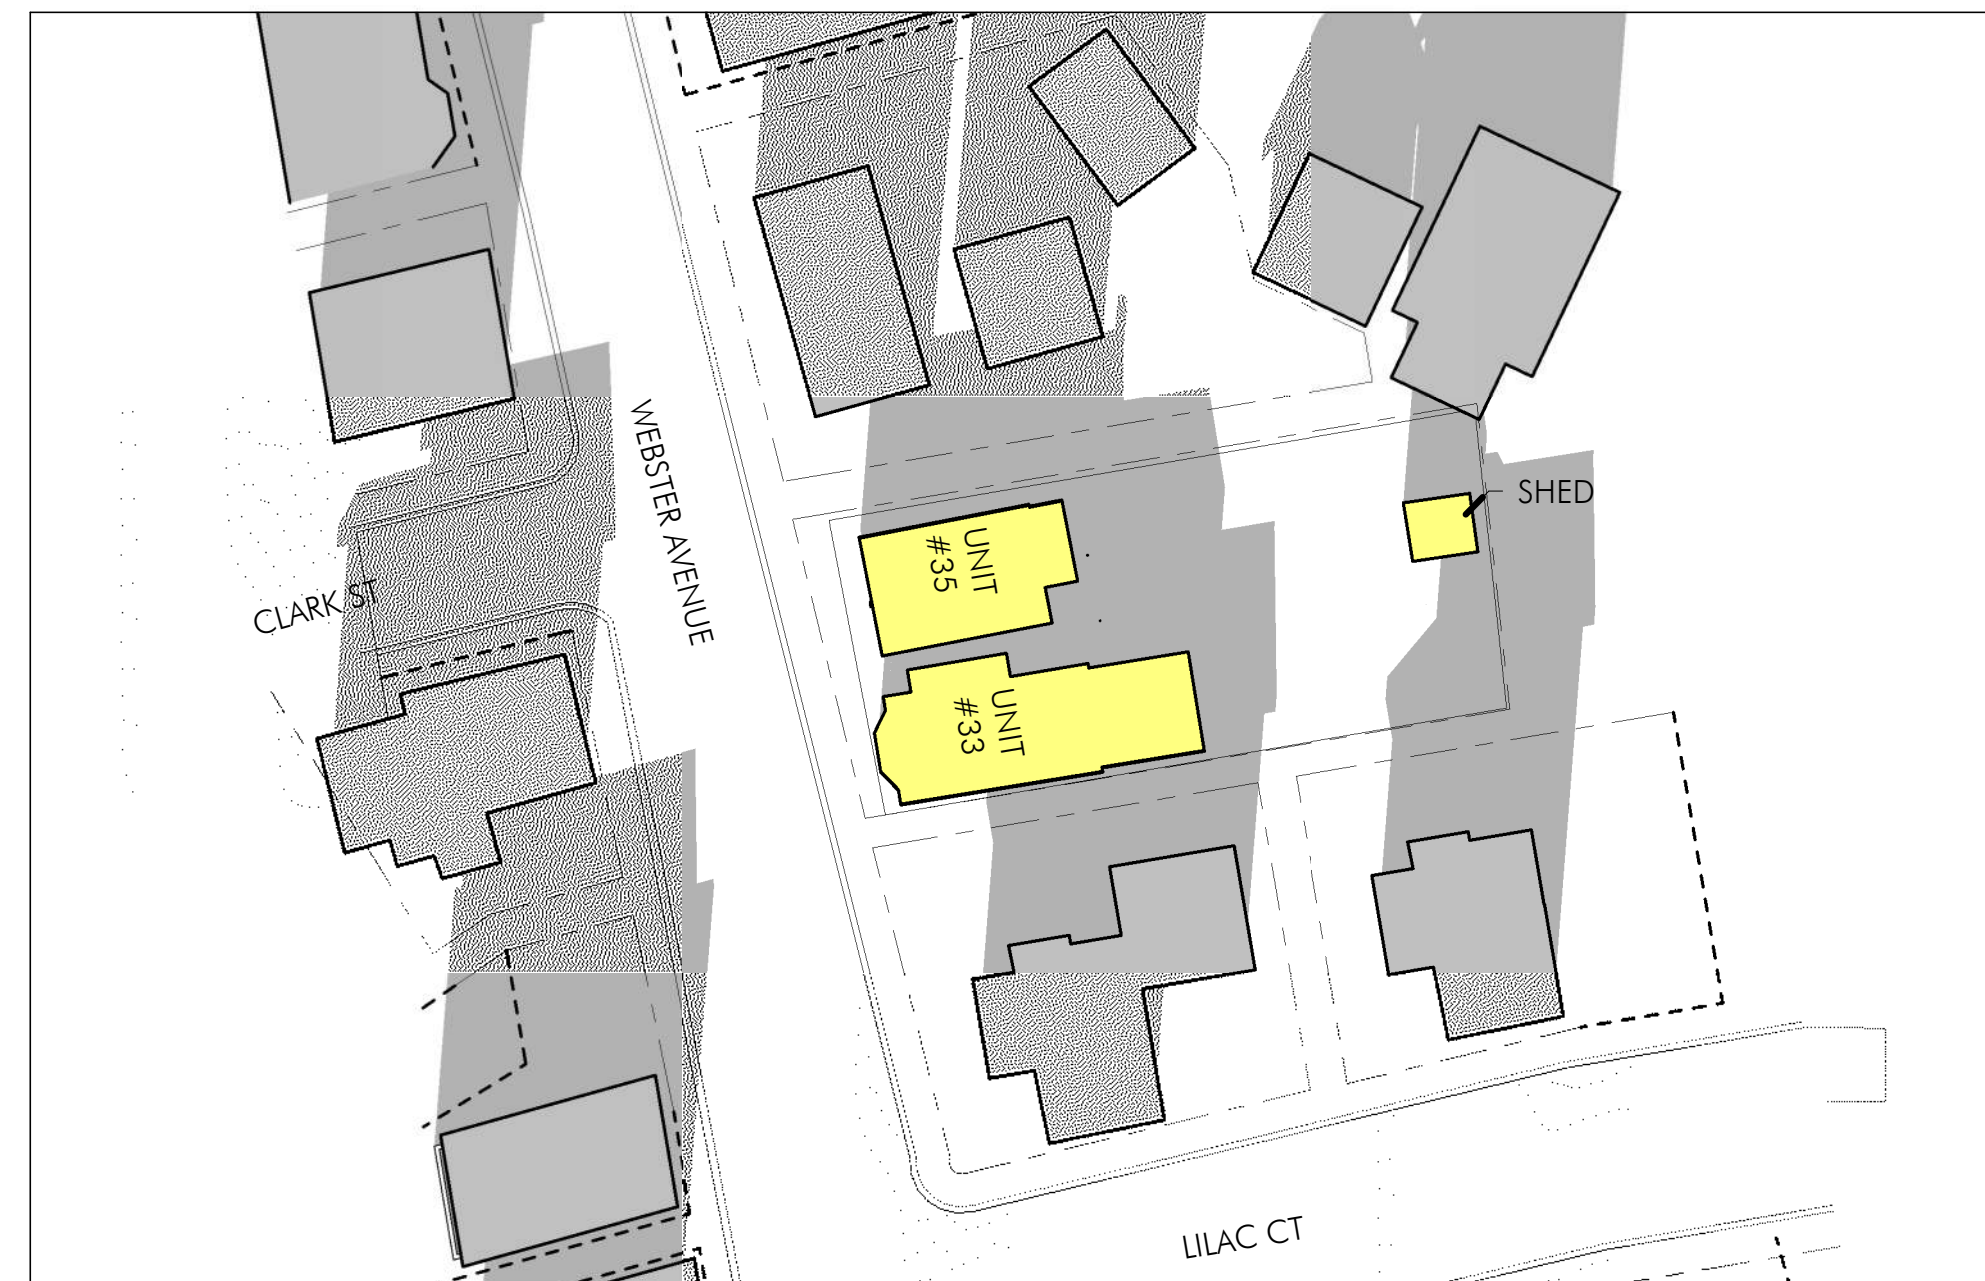 WEBSTER AVENUE
SHED
UNIT
#35
CLARK ST
UNIT
#33
LILAC CT